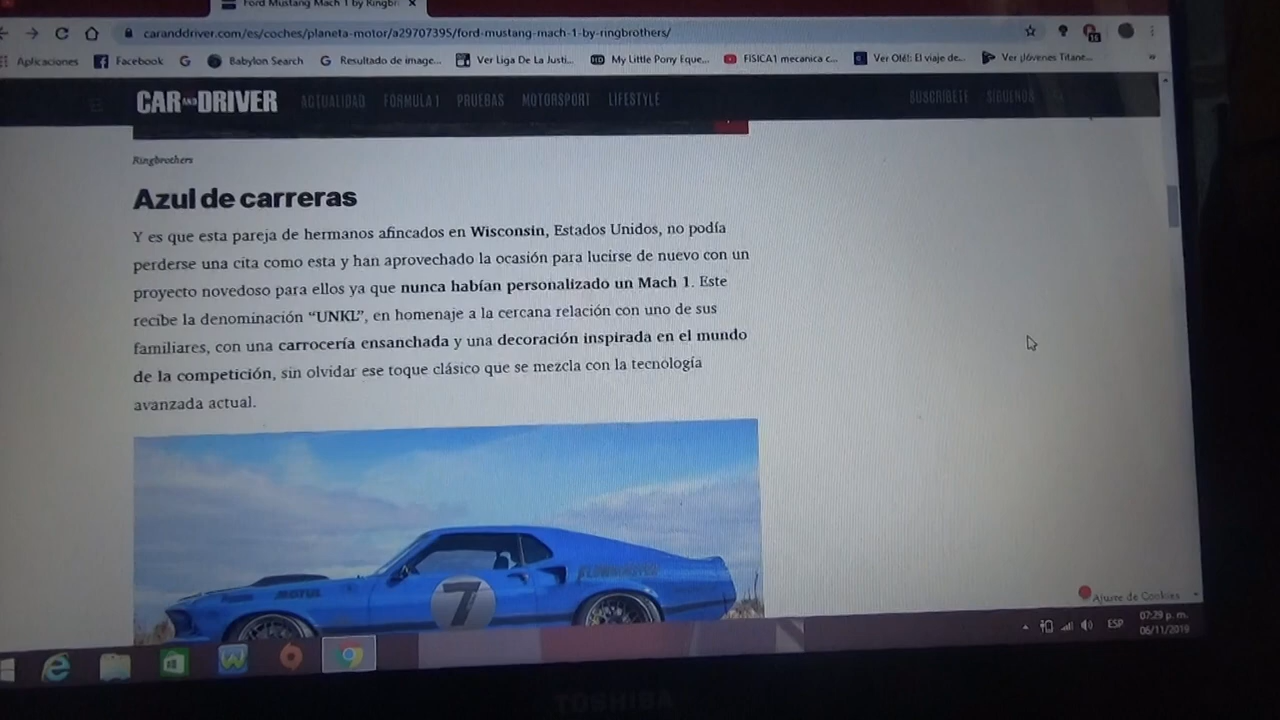 Ford Mustang Mach 1 by Ringbr
caranddriver.com/es/coches/planeta-motor/a29707395/ford-mustang-mach-1-by-ringbrothers/
Aplicaciones Facebook Babylon Search Resultado de image... Ver Liga De La Justi... My Little Pony Eque... FISICA1 mecanica c... Ver Olé!: El viaje de... Ver ¡Jóvenes Titane...
CAR AND DRIVER ACTUALIDAD FÓRMULA 1 PRUEBAS MOTORSPORT LIFESTYLE SUSCRÍBETE SÍGUENOS
Ringbrothers
Azul de carreras
Y es que esta pareja de hermanos afincados en Wisconsin, Estados Unidos, no podía
perderse una cita como esta y han aprovechado la ocasión para lucirse de nuevo con un
proyecto novedoso para ellos ya que nunca habían personalizado un Mach 1. Este
recibe la denominación “UNKL”, en homenaje a la cercana relación con uno de sus
familiares, con una carrocería ensanchada y una decoración inspirada en el mundo
de la competición, sin olvidar ese toque clásico que se mezcla con la tecnología
avanzada actual.
MOTUL
7
Ajuste de Cookies
ESP 07:29 p. m.
06/11/2019
TOSHIBA